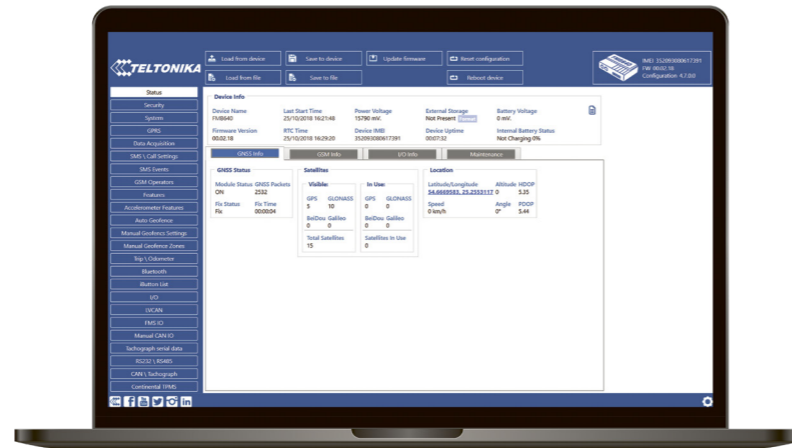 TELTONIKA
Load from device
Save to device
Update firmware
Reset configuration
Load from file
Save to file
Reboot device
IMEI: 352093080617391
FW: 00.02.18
Configuration 4.7.0.0
Status
Security
System
GPRS
Data Acquisition
SMS \ Call Settings
SMS Events
GSM Operators
Features
Accelerometer Features
Auto Geofence
Manual Geofence Settings
Manual Geofence Zones
Trip \ Odometer
Bluetooth
iButton List
I/O
LVCAN
FMS IO
Manual CAN IO
Tachograph serial data
RS232 \ RS485
CAN \ Tachograph
Continental TPMS
Device Info
Device Name Last Start Time Power Voltage External Storage Battery Voltage
FMB640 25/10/2018 16:21:48 15790 mV. Not Present 0 mV.
Firmware Version RTC Time Device IMEI Device Uptime Internal Battery Status
00.02.18 25/10/2018 16:29:20 352093080617391 00:07:32 Not Charging 0%
GNSS Info GSM Info I/O Info Maintenance
GNSS Status
Module Status GNSS Packets
ON 2532
Fix Status Fix Time
Fix 00:00:04
Satellites
Visible:
GPS GLONASS
5 10
BeiDou Galileo
0 0
Total Satellites
15
In Use:
GPS GLONASS
0 0
BeiDou Galileo
0 0
Satellites In Use
0
Location
Latitude/Longitude Altitude HDOP
54.6669583, 25.2553117 0 5.35
Speed Angle PDOP
0 km/h 0° 5.44
in